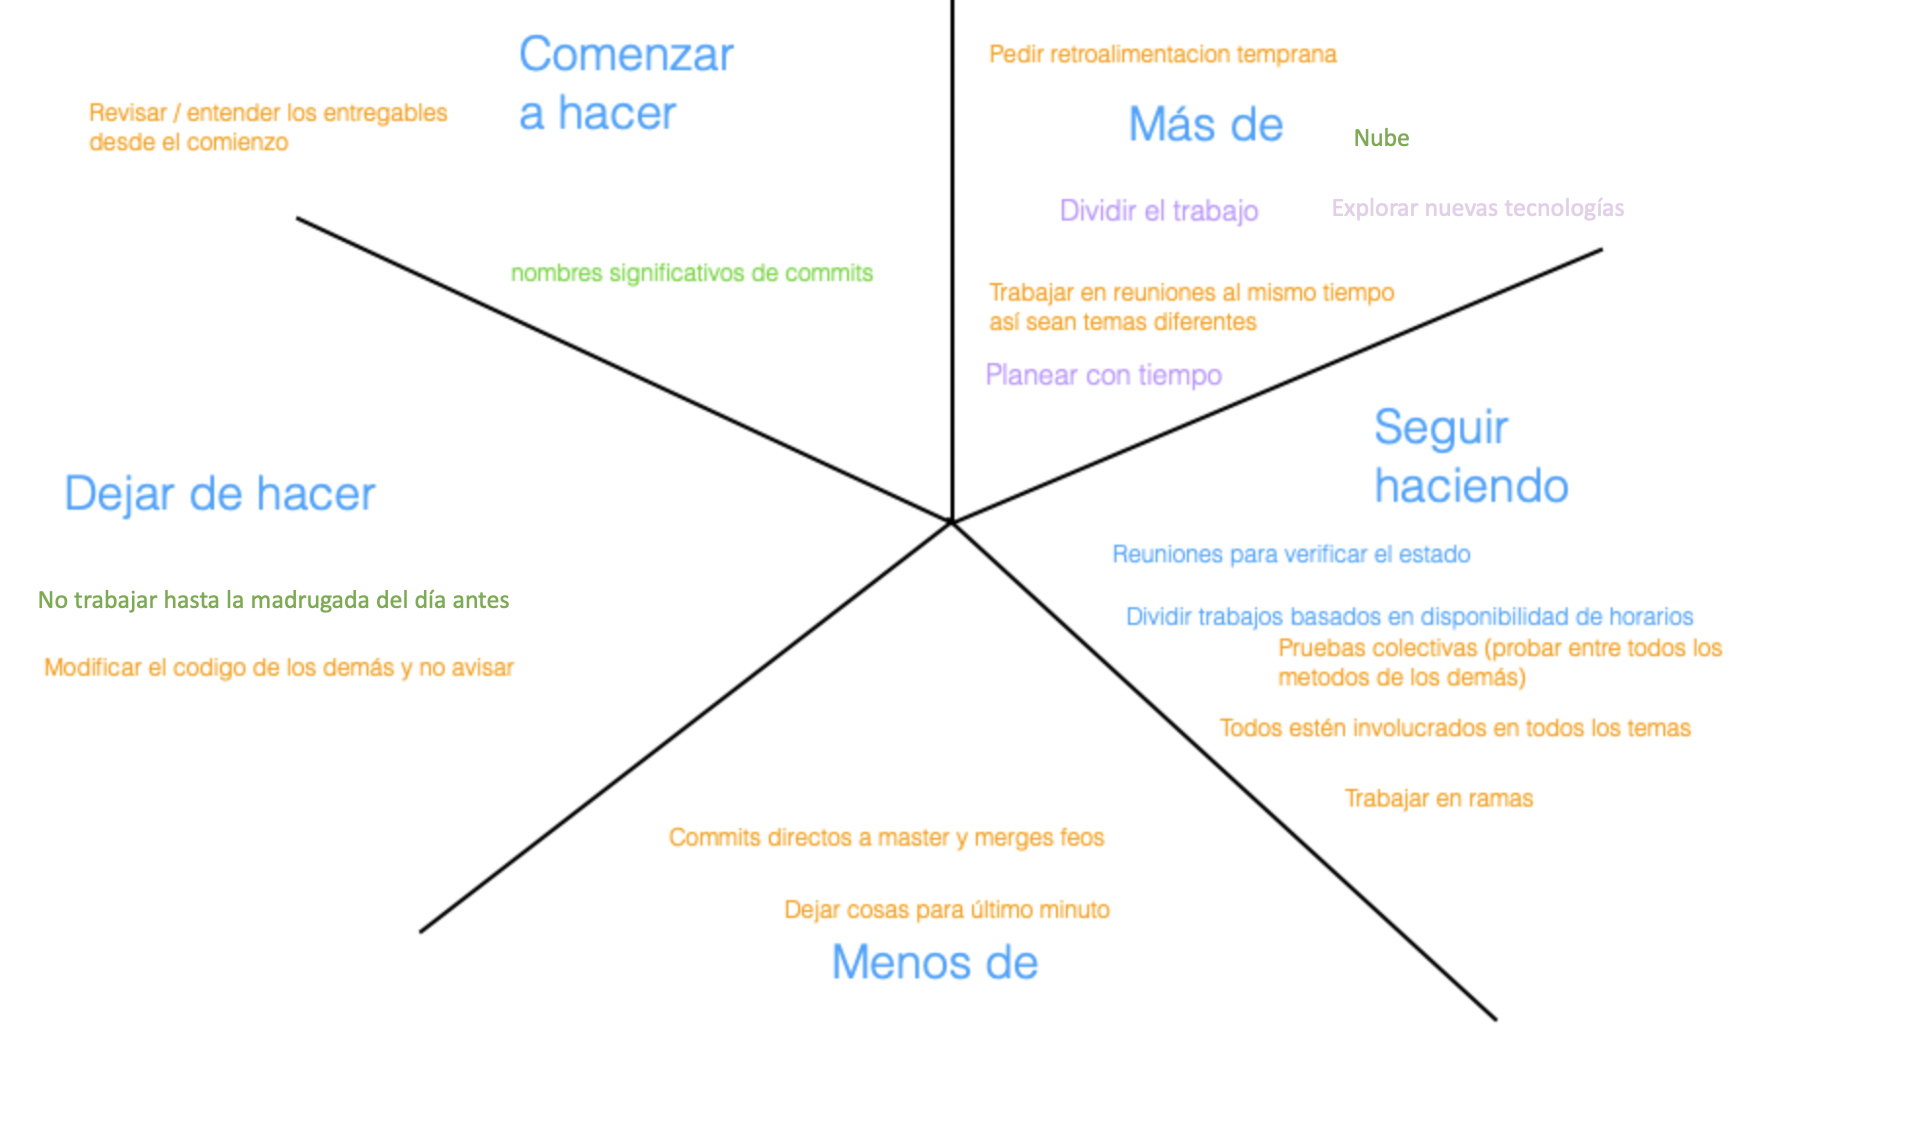 Comenzar
a hacer
Revisar / entender los entregables
desde el comienzo
nombres significativos de commits
Pedir retroalimentacion temprana
Más de
Nube
Dividir el trabajo
Explorar nuevas tecnologías
Trabajar en reuniones al mismo tiempo
así sean temas diferentes
Planear con tiempo
Seguir
haciendo
Reuniones para verificar el estado
Dividir trabajos basados en disponibilidad de horarios
Pruebas colectivas (probar entre todos los
metodos de los demás)
Todos estén involucrados en todos los temas
Trabajar en ramas
Dejar de hacer
No trabajar hasta la madrugada del día antes
Modificar el codigo de los demás y no avisar
Commits directos a master y merges feos
Dejar cosas para último minuto
Menos de